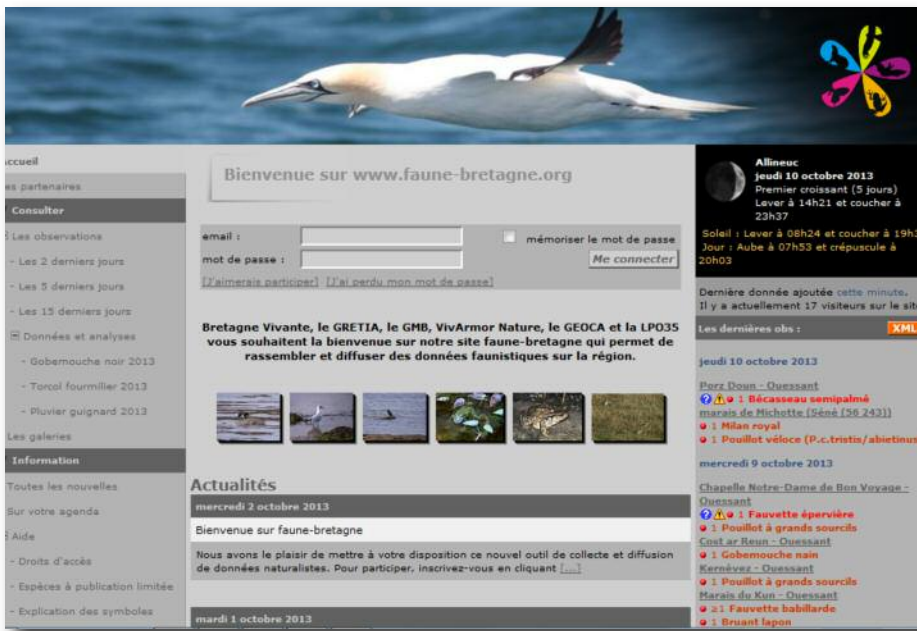 ccueil
es partenaires
Consulter
Les observations
- Les 2 derniers jours
- Les 5 derniers jours
- Les 15 derniers jours
Données et analyses
- Gobemouche noir 2013
- Torcol fourmilier 2013
- Pluvier guignard 2013
Les galeries
Information
Toutes les nouvelles
Sur votre agenda
Aide
- Droits d'accès
- Espèces à publication limitée
- Explication des symboles
Bienvenue sur www.faune-bretagne.org
email :
mémoriser le mot de passe
mot de passe :
Me connecter
[J'aimerais participer] [J'ai perdu mon mot de passe]
Bretagne Vivante, le GRETIA, le GMB, VivArmor Nature, le GEOCA et la LPO35
vous souhaitent la bienvenue sur notre site faune-bretagne qui permet de
rassembler et diffuser des données faunistiques sur la région.
Actualités
mercredi 2 octobre 2013
Bienvenue sur faune-bretagne
Nous avons le plaisir de mettre à votre disposition ce nouvel outil de collecte et diffusion
de données naturalistes. Pour participer, inscrivez-vous en cliquant [...]
mardi 1 octobre 2013
Allineuc
jeudi 10 octobre 2013
Premier croissant (5 jours)
Lever à 14h21 et coucher à
23h37
Soleil : Lever à 08h24 et coucher à 19h3
Jour : Aube à 07h53 et crépuscule à
20h03
Dernière donnée ajoutée cette minute.
Il y a actuellement 17 visiteurs sur le site
Les dernières obs :
XML
jeudi 10 octobre 2013
Porz Doun - Ouessant
1 Bécasseau semipalmé
marais de Michotte (Séné (56 243))
1 Milan royal
1 Pouillot véloce (P.c.tristis/abietinus
mercredi 9 octobre 2013
Chapelle Notre-Dame de Bon Voyage -
Ouessant
1 Fauvette épervière
1 Pouillot à grands sourcils
Cost ar Reun - Ouessant
1 Gobemouche nain
Kernévez - Ouessant
1 Pouillot à grands sourcils
Marais du Kun - Ouessant
≥1 Fauvette babillarde
1 Bruant lapon